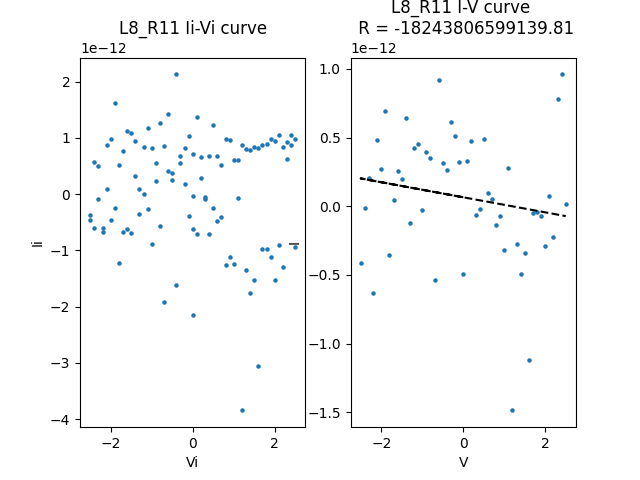 L8_R11 Ii-Vi curve
1e−12
2
1
0
−1
−2
−3
−4
−2
0
2
Vi
Ii
L8_R11 I-V curve
R = -18243806599139.81
1e−12
1.0
0.5
0.0
−0.5
−1.0
−1.5
−2
0
2
V
I